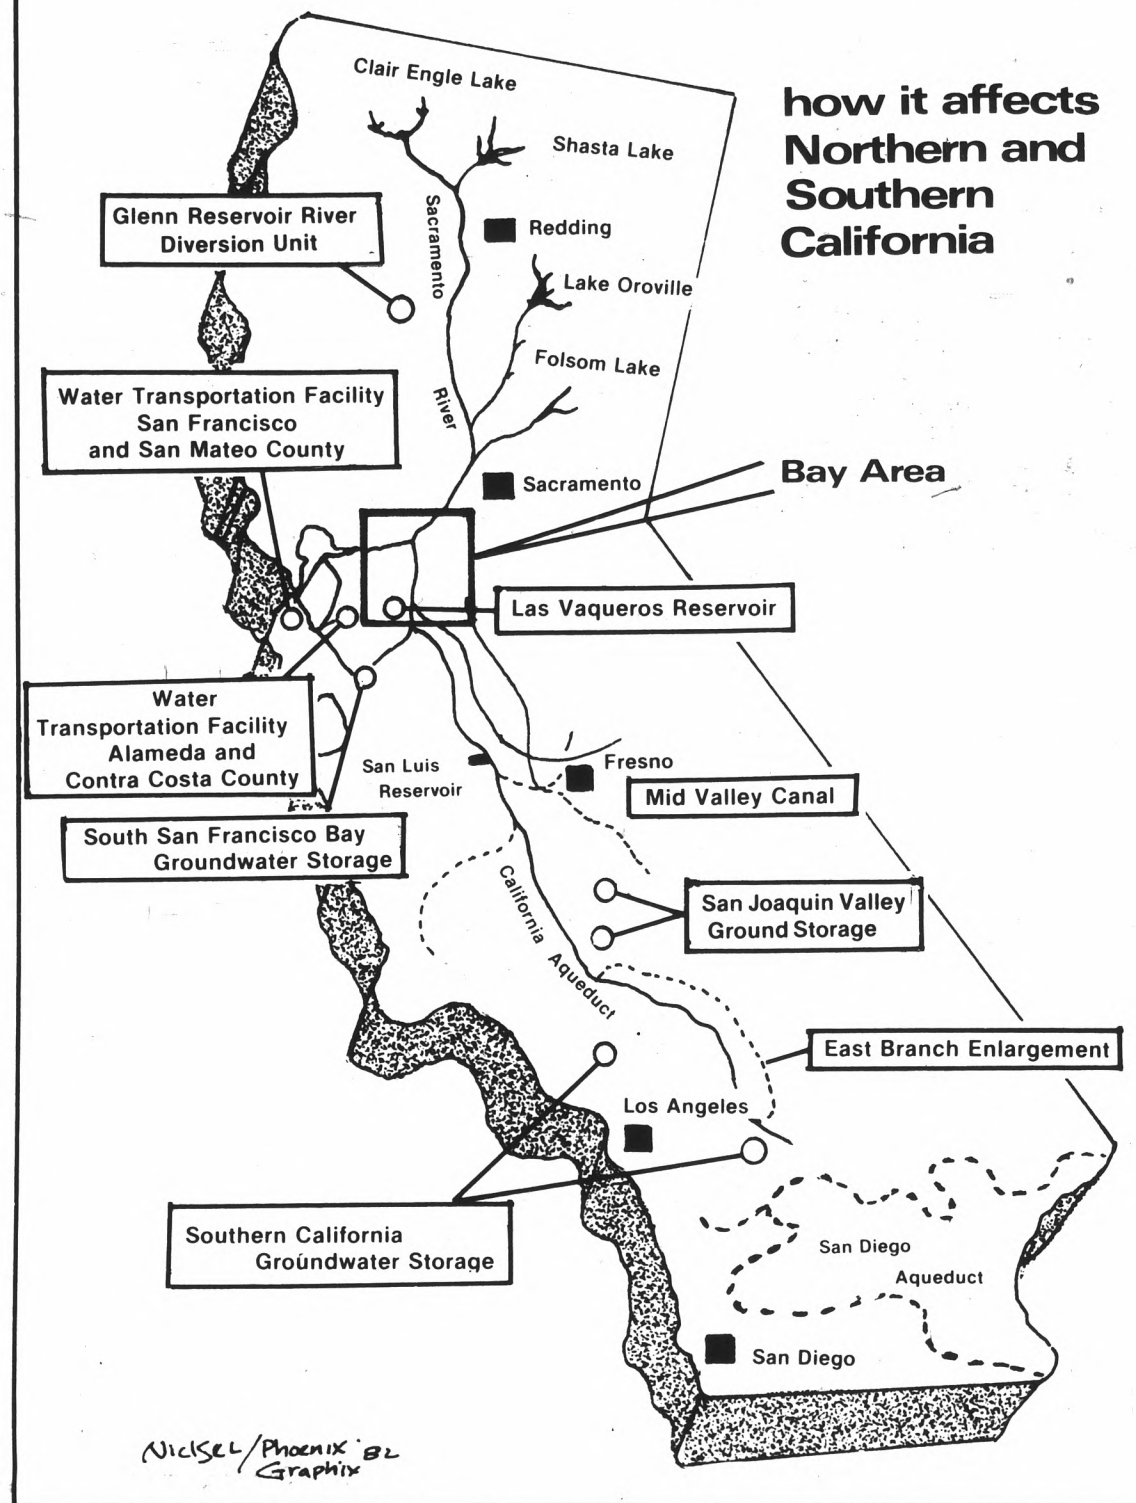 how it affects
Northern and
Southern
California
Clair Engle Lake
Shasta Lake
Sacramento
River
Redding
Glenn Reservoir River
Diversion Unit
Lake Oroville
Folsom Lake
Water Transportation Facility
San Francisco
and San Mateo County
Sacramento
Bay Area
Las Vaqueros Reservoir
Water
Transportation Facility
Alameda and
Contra Costa County
San Luis
Reservoir
Fresno
Mid Valley Canal
South San Francisco Bay
Groundwater Storage
California Aqueduct
San Joaquin Valley
Ground Storage
East Branch Enlargement
Los Angeles
Southern California
Groundwater Storage
San Diego
Aqueduct
San Diego
Phoenix '82
Graphix